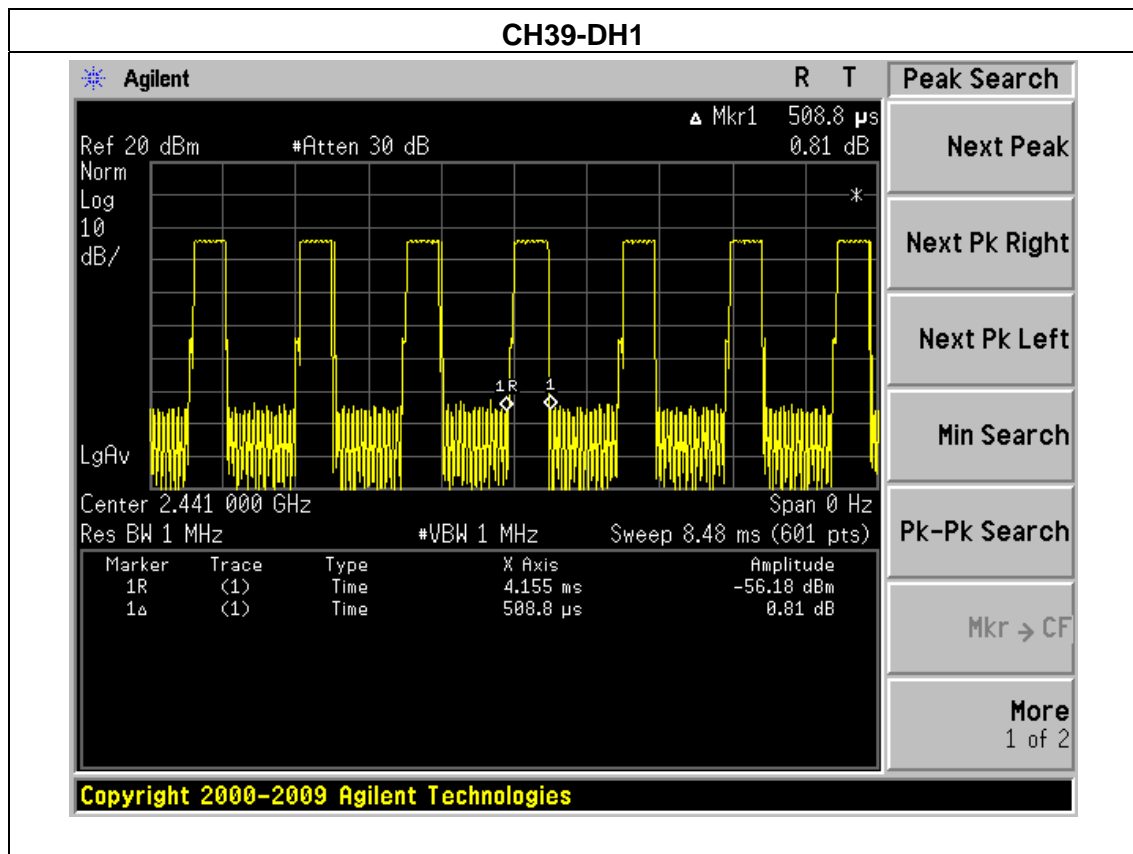 CH39-DH1
Agilent R T Peak Search
Δ Mkr1 508.8 µs
Ref 20 dBm #Atten 30 dB 0.81 dB
Norm
Log
10
dB/
1R 1
LgAv
Center 2.441 000 GHz Span 0 Hz
Res BW 1 MHz #VBW 1 MHz Sweep 8.48 ms (601 pts)
Marker Trace Type X Axis Amplitude
1R (1) Time 4.155 ms -56.18 dBm
1Δ (1) Time 508.8 µs 0.81 dB
Next Peak
Next Pk Right
Next Pk Left
Min Search
Pk-Pk Search
Mkr → CF
More
1 of 2
Copyright 2000-2009 Agilent Technologies